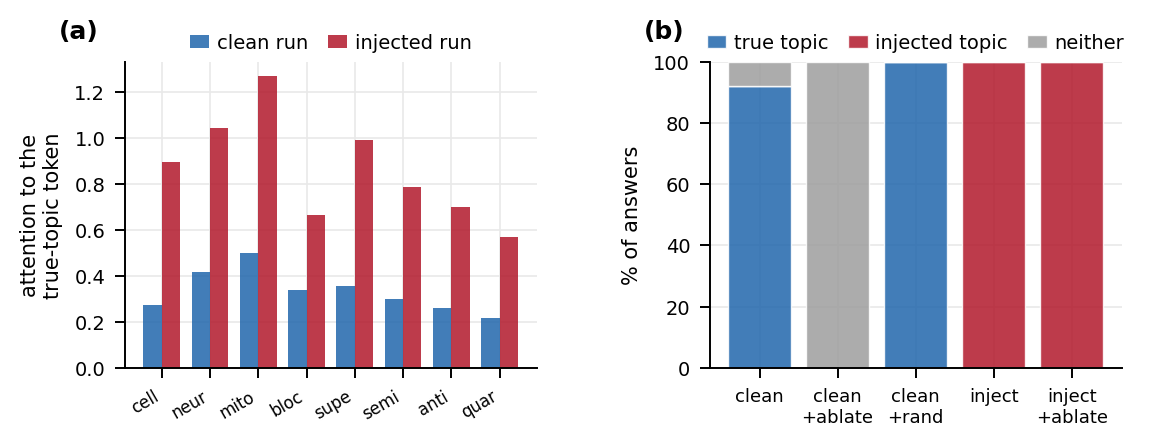 (a)
clean run
injected run
attention to the
true-topic token
1.2
1.0
0.8
0.6
0.4
0.2
0.0
cell
neur
mito
bloc
supe
semi
anti
quar
(b)
true topic
injected topic
neither
% of answers
100
80
60
40
20
0
clean
clean
+ablate
clean
+rand
inject
inject
+ablate